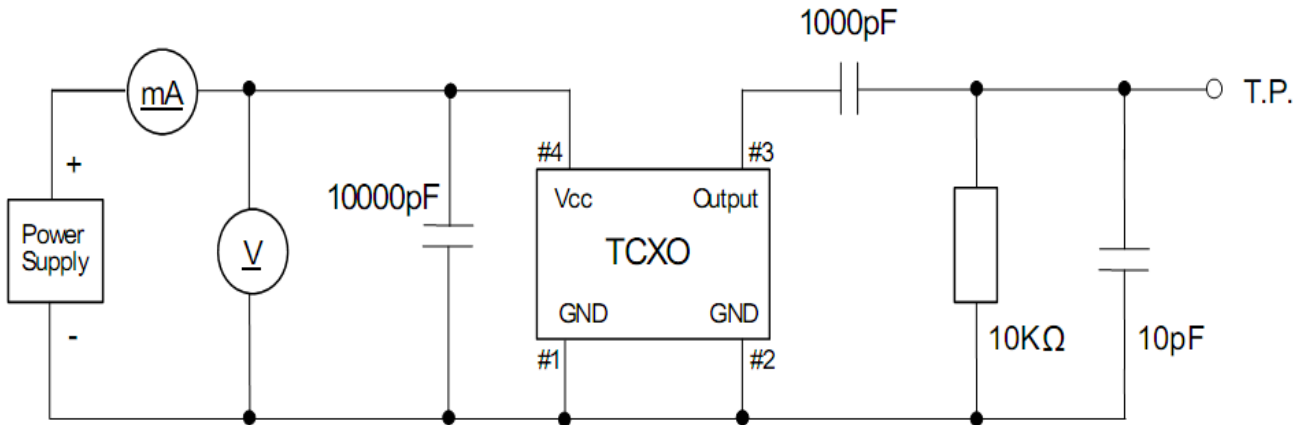 1000pF
mA
T.P.
+
#4
#3
10000pF
Vcc
Output
Power
Supply
V
TCXO
GND
GND
-
#1
#2
10KΩ
10pF